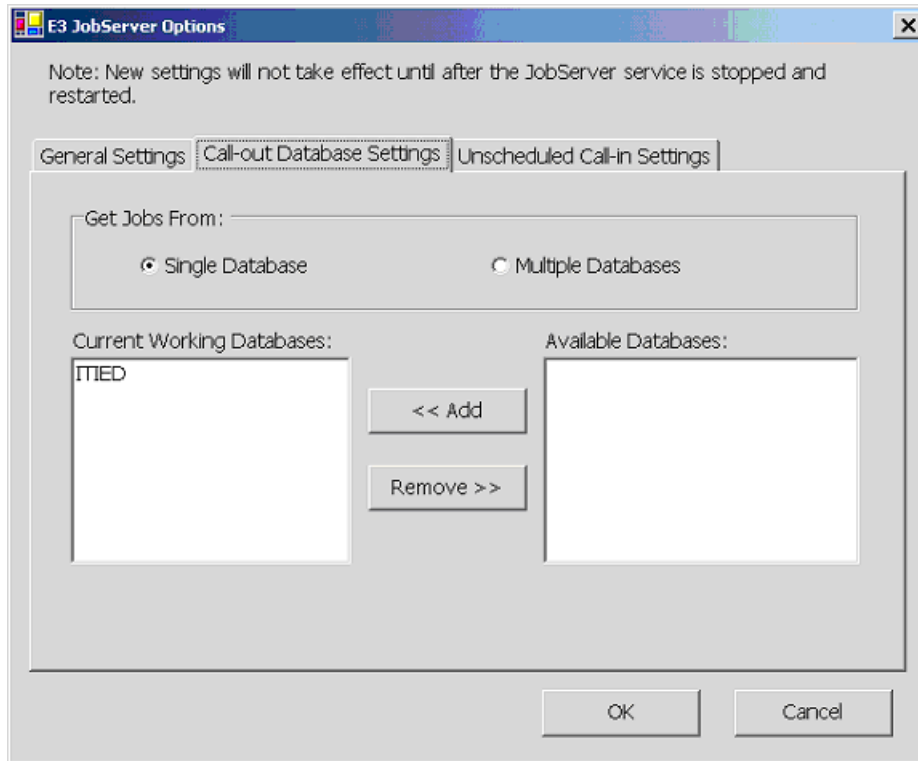 E3 JobServer Options
Note: New settings will not take effect until after the JobServer service is stopped and
restarted.
General Settings
Call-out Database Settings
Unscheduled Call-in Settings
Get Jobs From:
Single Database
Multiple Databases
Current Working Databases:
Available Databases:
ITIED
<< Add
Remove >>
OK
Cancel